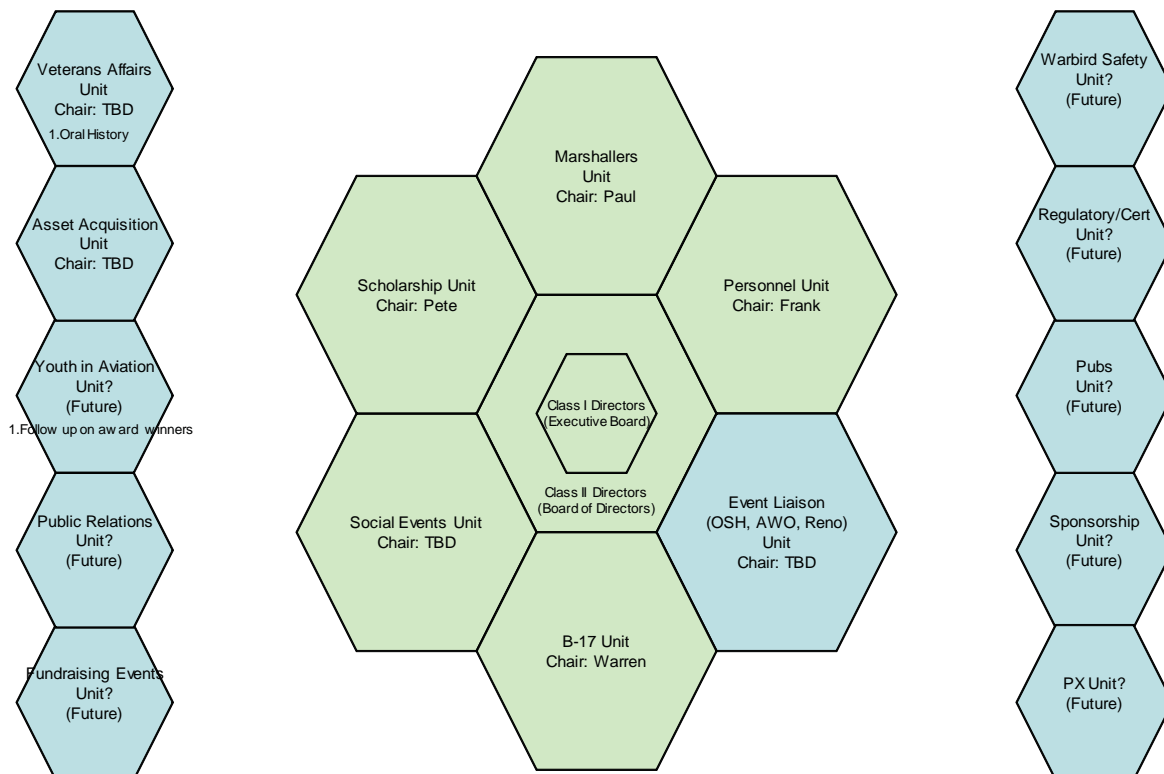 Veterans Affairs
Unit
Chair: TBD
1.Oral History
Asset Acquisition
Unit
Chair: TBD
Youth in Aviation
Unit?
(Future)
1.Follow up on award winners
Public Relations
Unit?
(Future)
Fundraising Events
Unit?
(Future)
Marshallers
Unit
Chair: Paul
Scholarship Unit
Chair: Pete
Personnel Unit
Chair: Frank
Class I Directors
(Executive Board)
Class II Directors
(Board of Directors)
Social Events Unit
Chair: TBD
Event Liaison
(OSH, AWO, Reno)
Unit
Chair: TBD
B-17 Unit
Chair: Warren
Warbird Safety
Unit?
(Future)
Regulatory/Cert
Unit?
(Future)
Pubs
Unit?
(Future)
Sponsorship
Unit?
(Future)
PX Unit?
(Future)